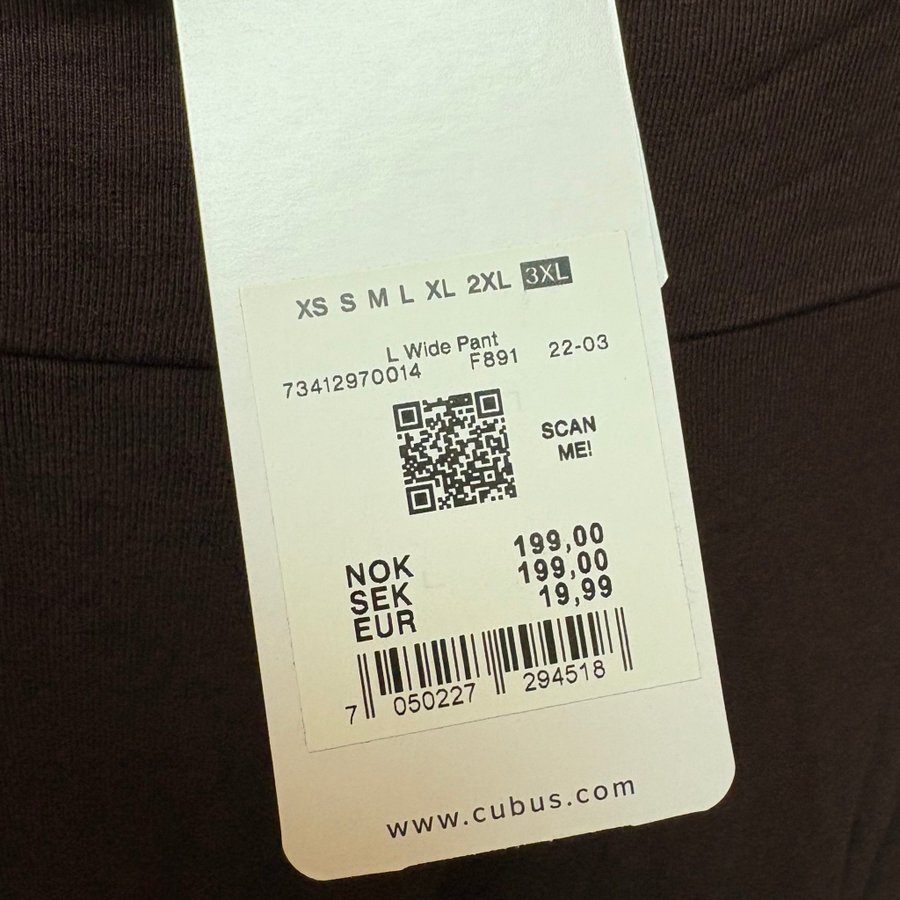 XS S M L XL 2XL 3XL
L Wide Pant
73412970014 F891 22-03
SCAN
ME!
NOK 199,00
SEK 199,00
EUR 19,99
7 050227 294518
www.cubus.com